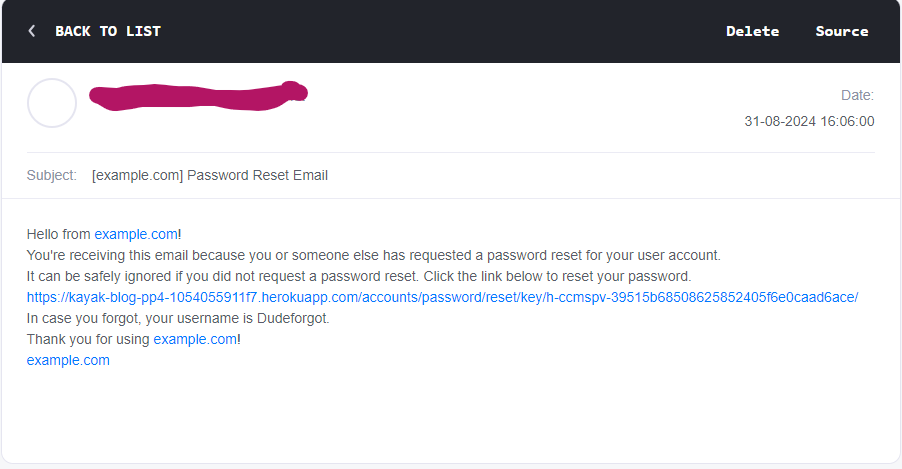 BACK TO LIST
Delete
Source
Date:
31-08-2024 16:06:00
Subject: [example.com] Password Reset Email
Hello from example.com!
You're receiving this email because you or someone else has requested a password reset for your user account.
It can be safely ignored if you did not request a password reset. Click the link below to reset your password.
https://kayak-blog-pp4-1054055911f7.herokuapp.com/accounts/password/reset/key/h-ccmspv-39515b68508625852405f6e0caad6ace/
In case you forgot, your username is Dudeforgot.
Thank you for using example.com!
example.com